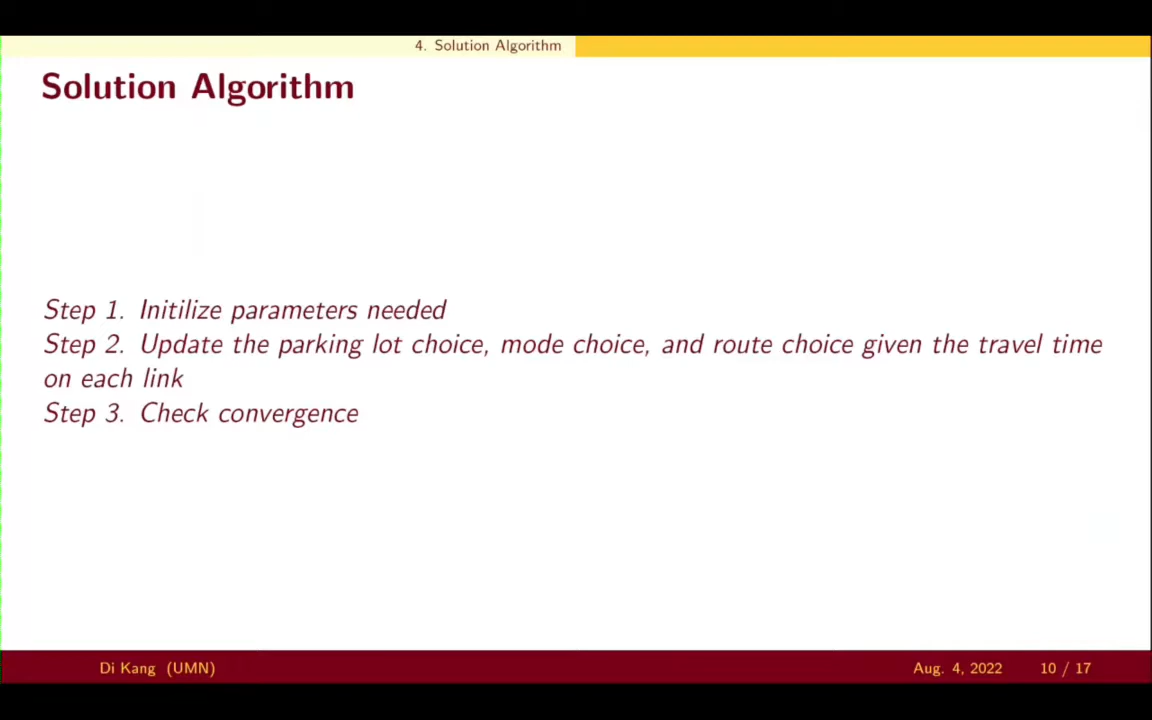 4. Solution Algorithm
Solution Algorithm
Step 1. Initilize parameters needed
Step 2. Update the parking lot choice, mode choice, and route choice given the travel time
on each link
Step 3. Check convergence
Di Kang (UMN) Aug. 4, 2022 10 / 17